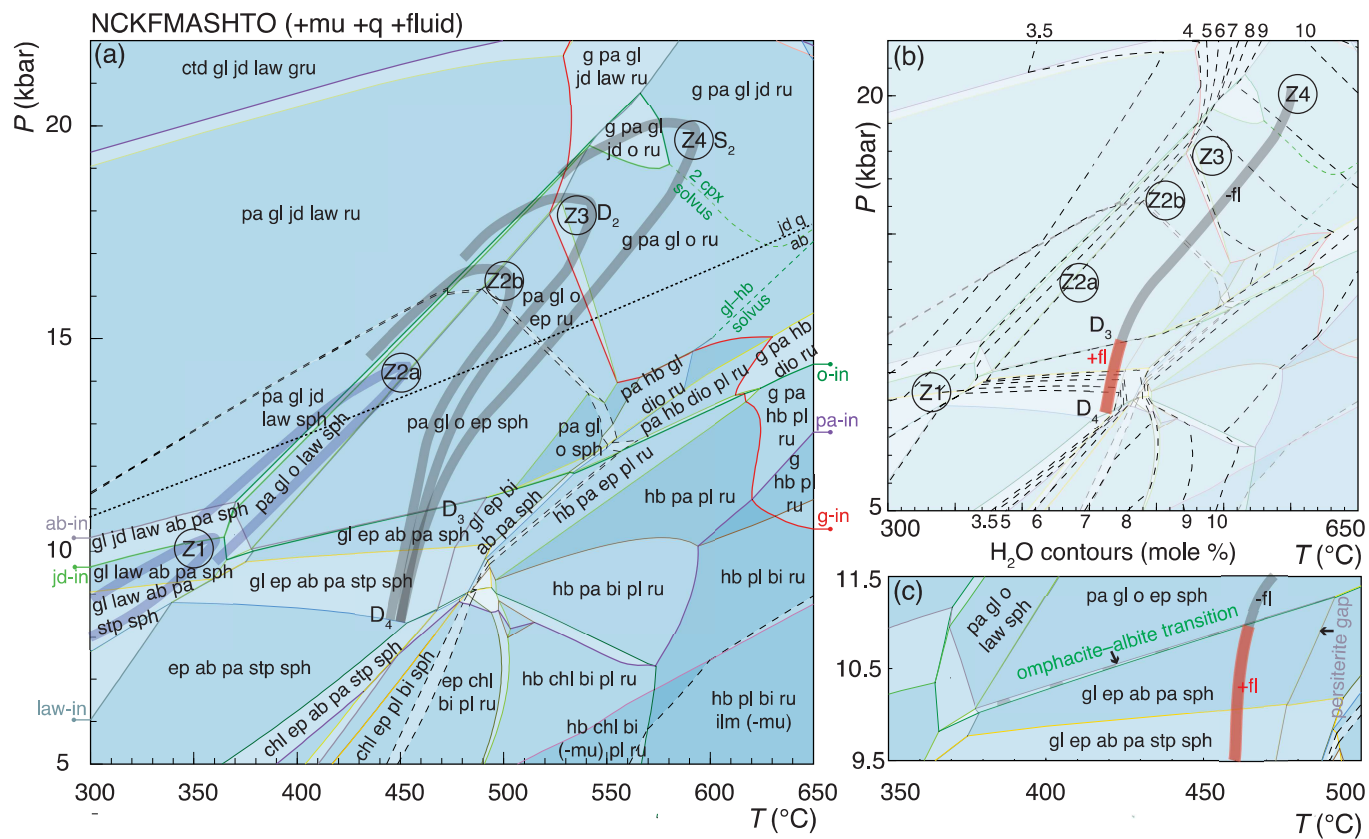 NCKFMASHTO (+mu +q +fluid)
(a)
P (kbar)
20
15
10
5
ctd gl jd law gru
g pa gl
jd law ru
g pa gl jd ru
g pa gl
jd o ru
Z4 S2
2 cpx
solvus
pa gl jd law ru
Z3 D2
g pa gl o ru
jd q
ab
Z2b
pa gl o
ep ru
gl–hb
solvus
Z2a
pa gl jd
law sph
pa gl o law sph
pa gl o ep sph
pa hb gl
dio ru
g pa hb
dio ru
pa hb dio pl ru
pa gl
o sph
o-in
g pa
hb pl
ru
pa-in
g
hb pl
ru
g-in
ab-in
gl jd law ab pa sph
jd-in
gl law ab pa sph
gl law ab pa
stp sph
Z1
D3
gl ep ab pa sph
gl ep bi
ab pa sph
hb pa ep pl ru
hb pa pl ru
gl ep ab pa stp sph
D4
hb pa bi pl ru
hb pl bi ru
ep ab pa stp sph
law-in
chl ep ab pa stp sph
chl ep pl bi sph
ep chl
bi pl ru
hb chl bi pl ru
hb chl bi
(-mu) pl ru
hb pl bi ru
ilm (-mu)
300
400
450
500
550
600
650
T (°C)
(b)
3.5
4
5
6
7
8
9
10
P (kbar)
20
5
Z4
Z3
Z2b
-fl
Z2a
D3
+fl
Z1
D4
300
3.5
5
5
6
7
8
9
10
650
H2O contours (mole %)
T (°C)
(c)
11.5
10.5
9.5
pa gl o
law sph
pa gl o ep sph
-fl
omphacite–albite transition
+fl
gl ep ab pa sph
persiterite gap
gl ep ab pa stp sph
350
400
450
500
T (°C)